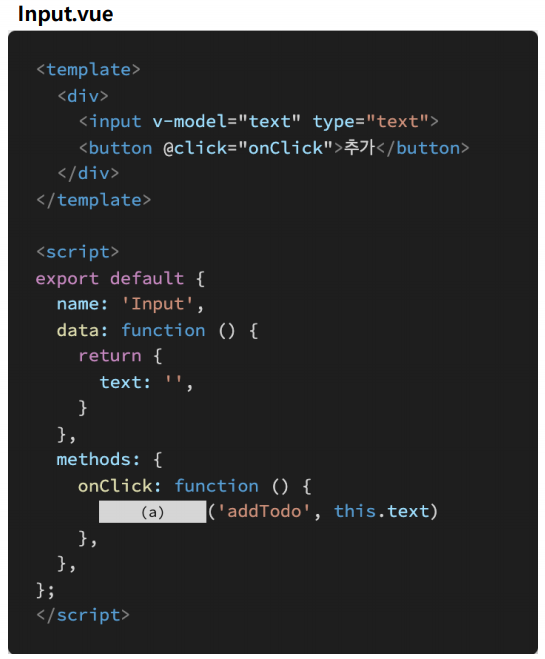 Input.vue
<template>
  <div>
    <input v-model="text" type="text">
    <button @click="onClick">추가</button>
  </div>
</template>

<script>
export default {
  name: 'Input',
  data: function () {
    return {
      text: '',
    }
  },
  methods: {
    onClick: function () {
      (a) ('addTodo', this.text)
    },
  },
};
</script>